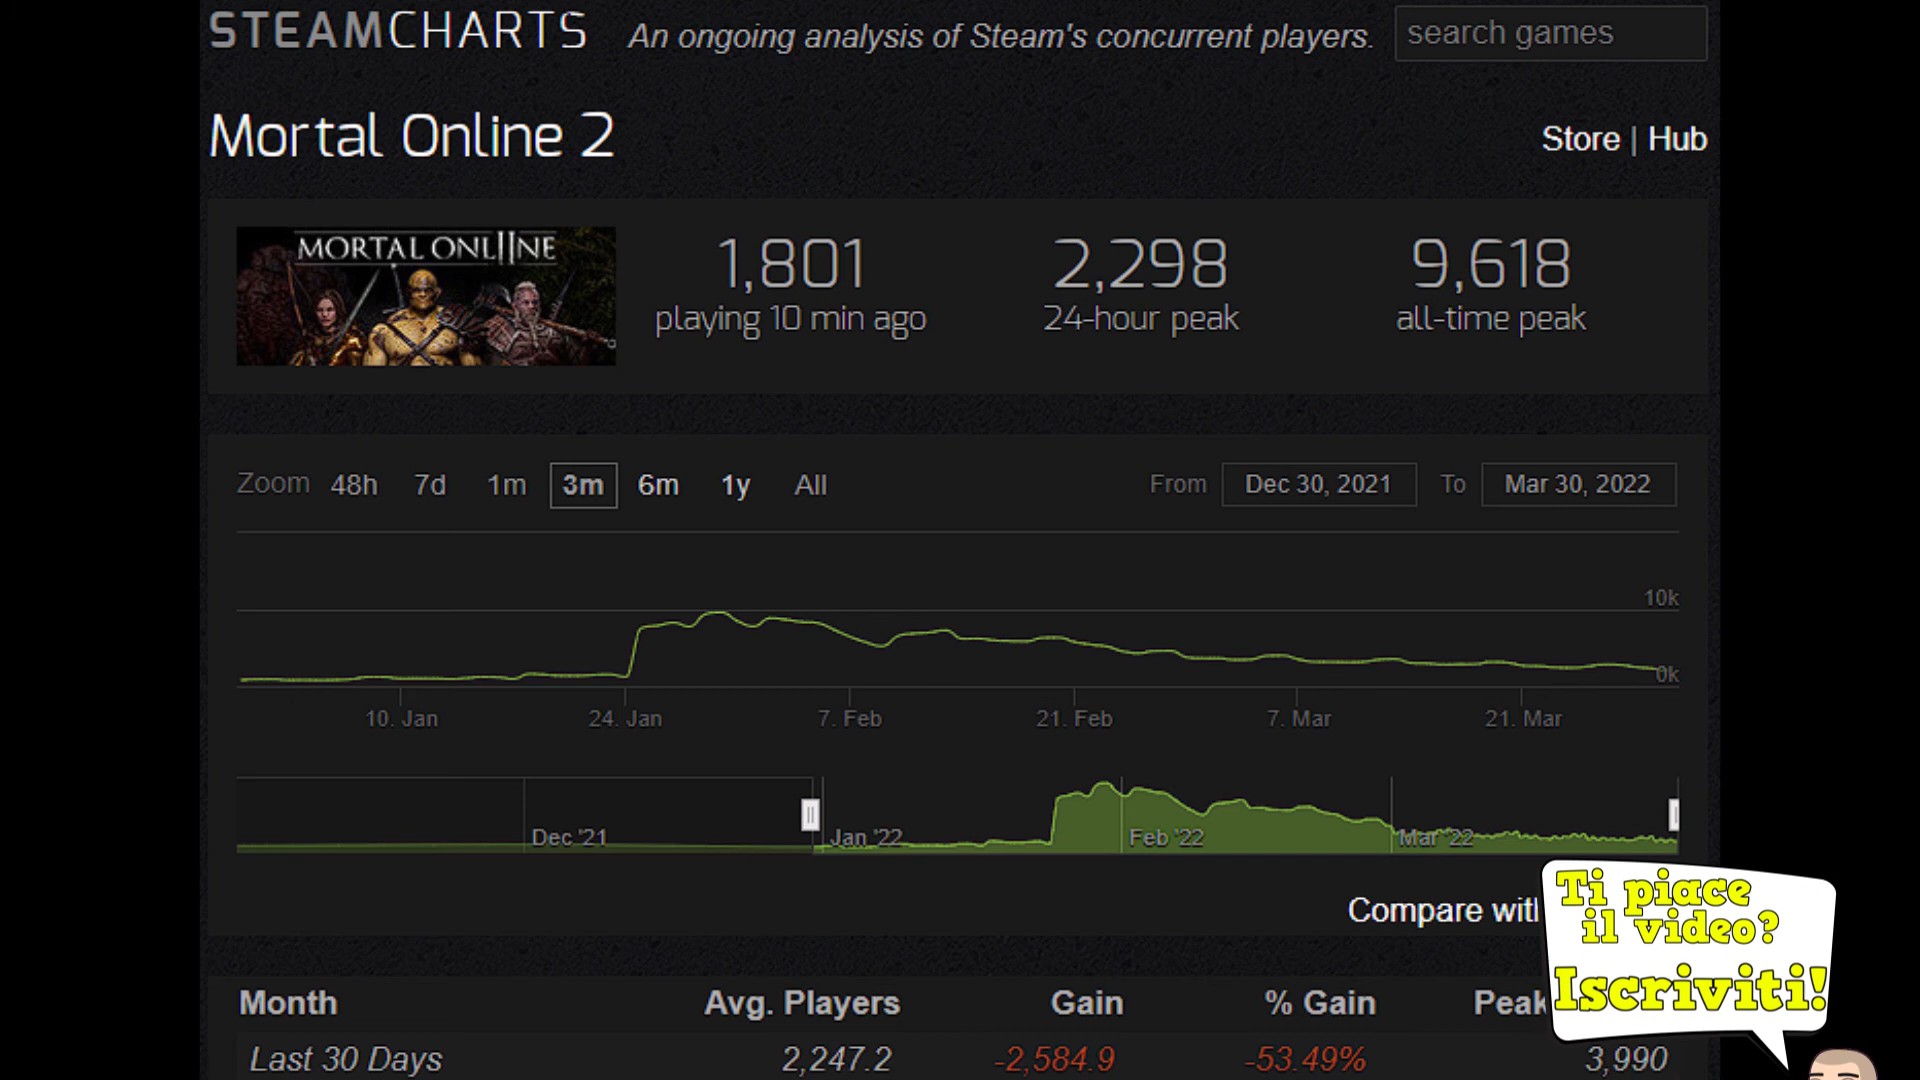 STEAMCHARTS An ongoing analysis of Steam's concurrent players. search games
Mortal Online 2 Store | Hub
MORTAL ONLIINE
1,801 2,298 9,618
playing 10 min ago 24-hour peak all-time peak
Zoom 48h 7d 1m 3m 6m 1y All From Dec 30, 2021 To Mar 30, 2022
10k
0k
10. Jan 24. Jan 7. Feb 21. Feb 7. Mar 21. Mar
Dec '21 Jan '22 Feb '22 Mar '22
Compare with
Ti piace
il video?
Iscriviti!
Month Avg. Players Gain % Gain Peak
Last 30 Days 2,247.2 -2,584.9 -53.49% 3,990